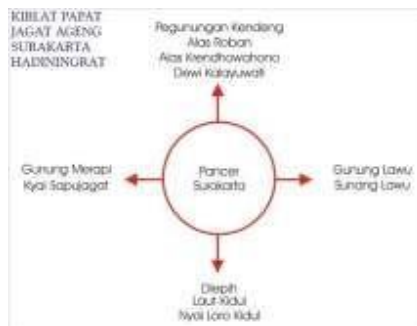 KIBLAT PAPAT
JAGAT AGENG
SURAKARTA
HADININGRAT
Pegunungan Kendeng
Alas Roban
Alas Krendhowahono
Dewi Kalayuwati
Gunung Merapi
Kyai Sapujagat
Pancer
Surakarta
Gunung Lawu
Sunang Lawu
Dlepih
Laut Kidul
Nyai Loro Kidul